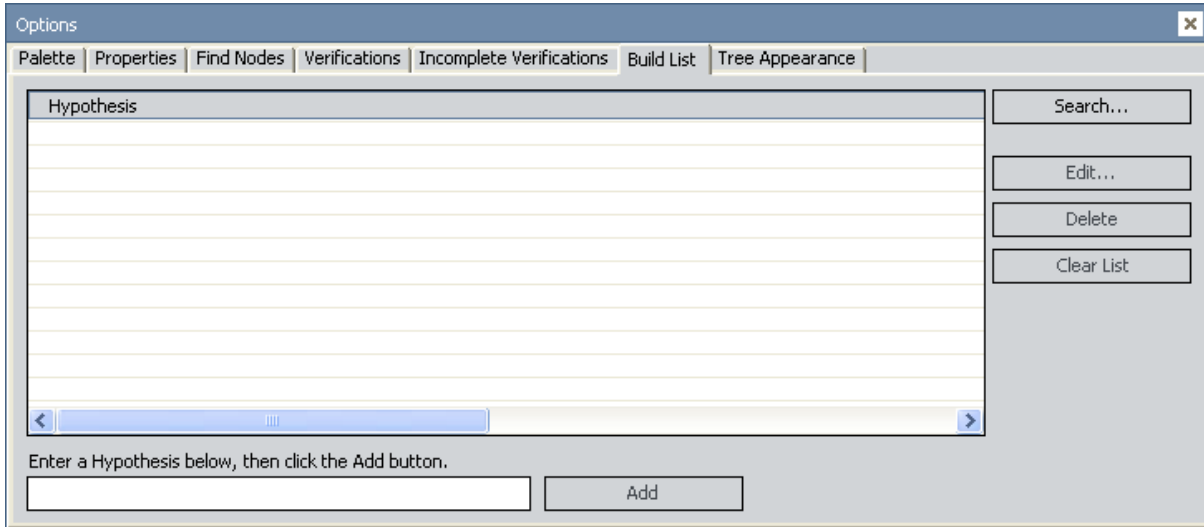 Options
Palette Properties Find Nodes Verifications Incomplete Verifications Build List Tree Appearance
Hypothesis
Search...
Edit...
Delete
Clear List
Enter a Hypothesis below, then click the Add button.
Add